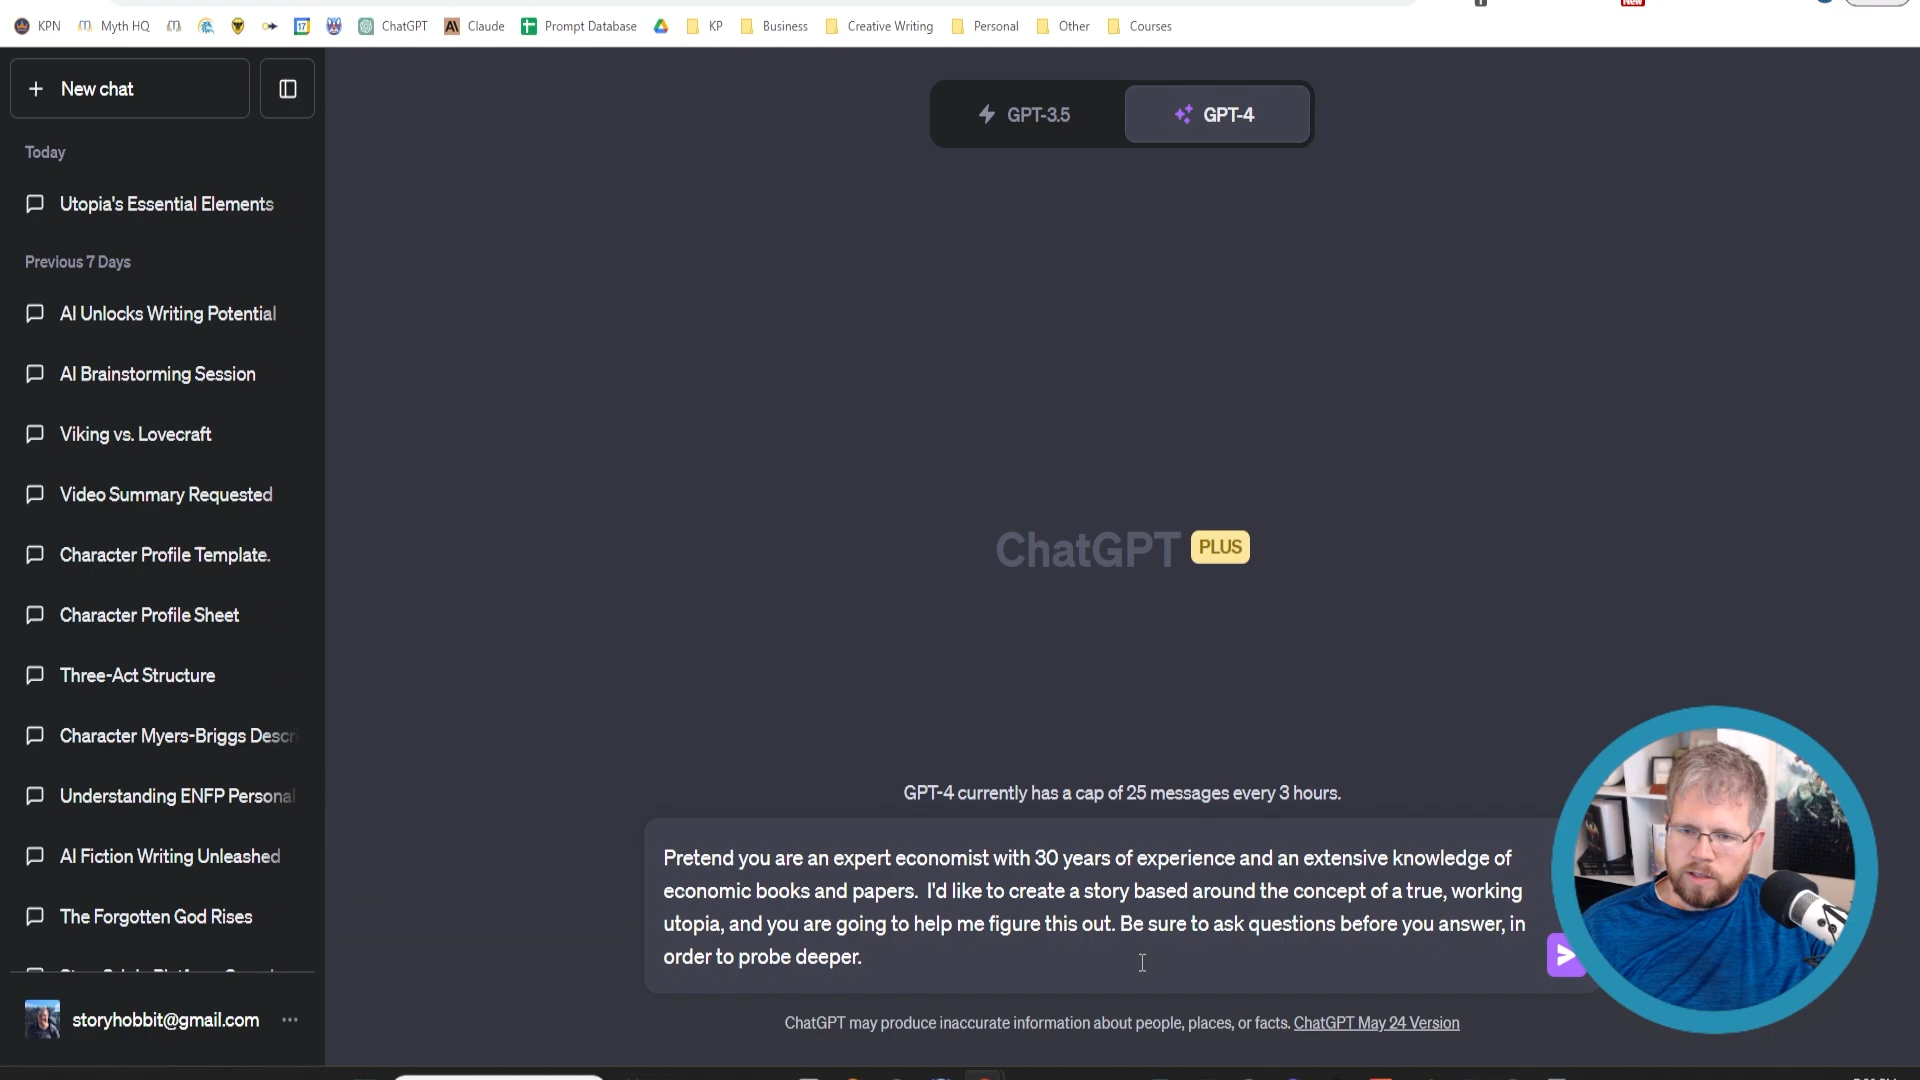 New
KPN Myth HQ 17 ChatGPT Claude Prompt Database KP Business Creative Writing Personal Other Courses
+ New chat
Today
Utopia's Essential Elements
Previous 7 Days
AI Unlocks Writing Potential
AI Brainstorming Session
Viking vs. Lovecraft
Video Summary Requested
Character Profile Template.
Character Profile Sheet
Three-Act Structure
Character Myers-Briggs Descri
Understanding ENFP Personal
AI Fiction Writing Unleashed
The Forgotten God Rises
storyhobbit@gmail.com
GPT-3.5 GPT-4
ChatGPT PLUS
GPT-4 currently has a cap of 25 messages every 3 hours.
Pretend you are an expert economist with 30 years of experience and an extensive knowledge of
economic books and papers.  I'd like to create a story based around the concept of a true, working
utopia, and you are going to help me figure this out. Be sure to ask questions before you answer, in
order to probe deeper.
ChatGPT may produce inaccurate information about people, places, or facts. ChatGPT May 24 Version